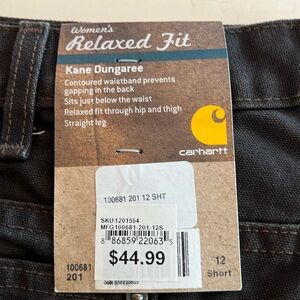 Women's
Relaxed Fit
Kane Dungaree
Contoured waistband prevents
gapping in the back
Sits just below the waist
Relaxed fit through hip and thigh
Straight leg
carhartt
100681 201 12 SHT
SKU:1201554
MFG100681-201-12S
8 86859 22063 5
$44.99
100681
201
12
Short